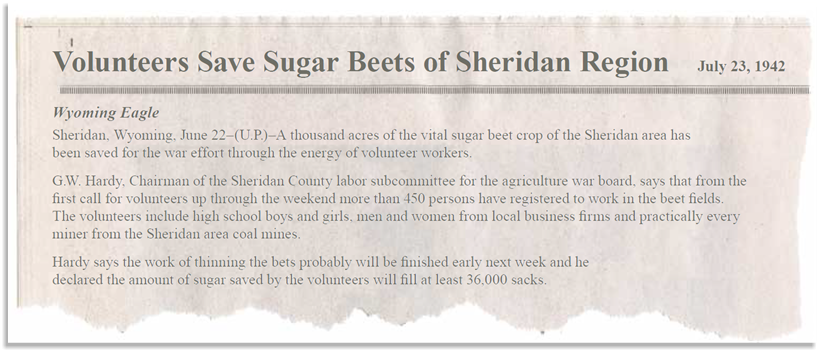 Volunteers Save Sugar Beets of Sheridan Region July 23, 1942
Wyoming Eagle
Sheridan, Wyoming, June 22–(U.P.)–A thousand acres of the vital sugar beet crop of the Sheridan area has
been saved for the war effort through the energy of volunteer workers.
G.W. Hardy, Chairman of the Sheridan County labor subcommittee for the agriculture war board, says that from the
first call for volunteers up through the weekend more than 450 persons have registered to work in the beet fields.
The volunteers include high school boys and girls, men and women from local business firms and practically every
miner from the Sheridan area coal mines.
Hardy says the work of thinning the bets probably will be finished early next week and he
declared the amount of sugar saved by the volunteers will fill at least 36,000 sacks.